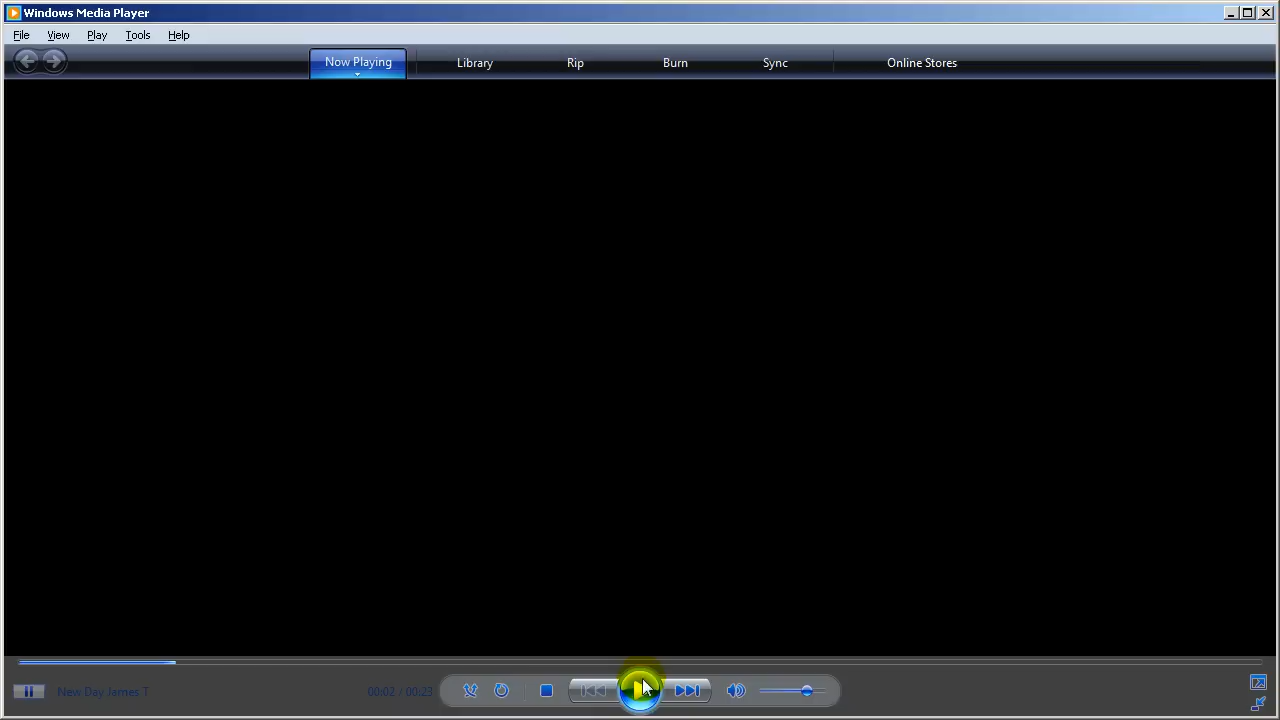 Windows Media Player
File View Play Tools Help
Now Playing Library Rip Burn Sync Online Stores
New Day James T 00:02 / 00:23